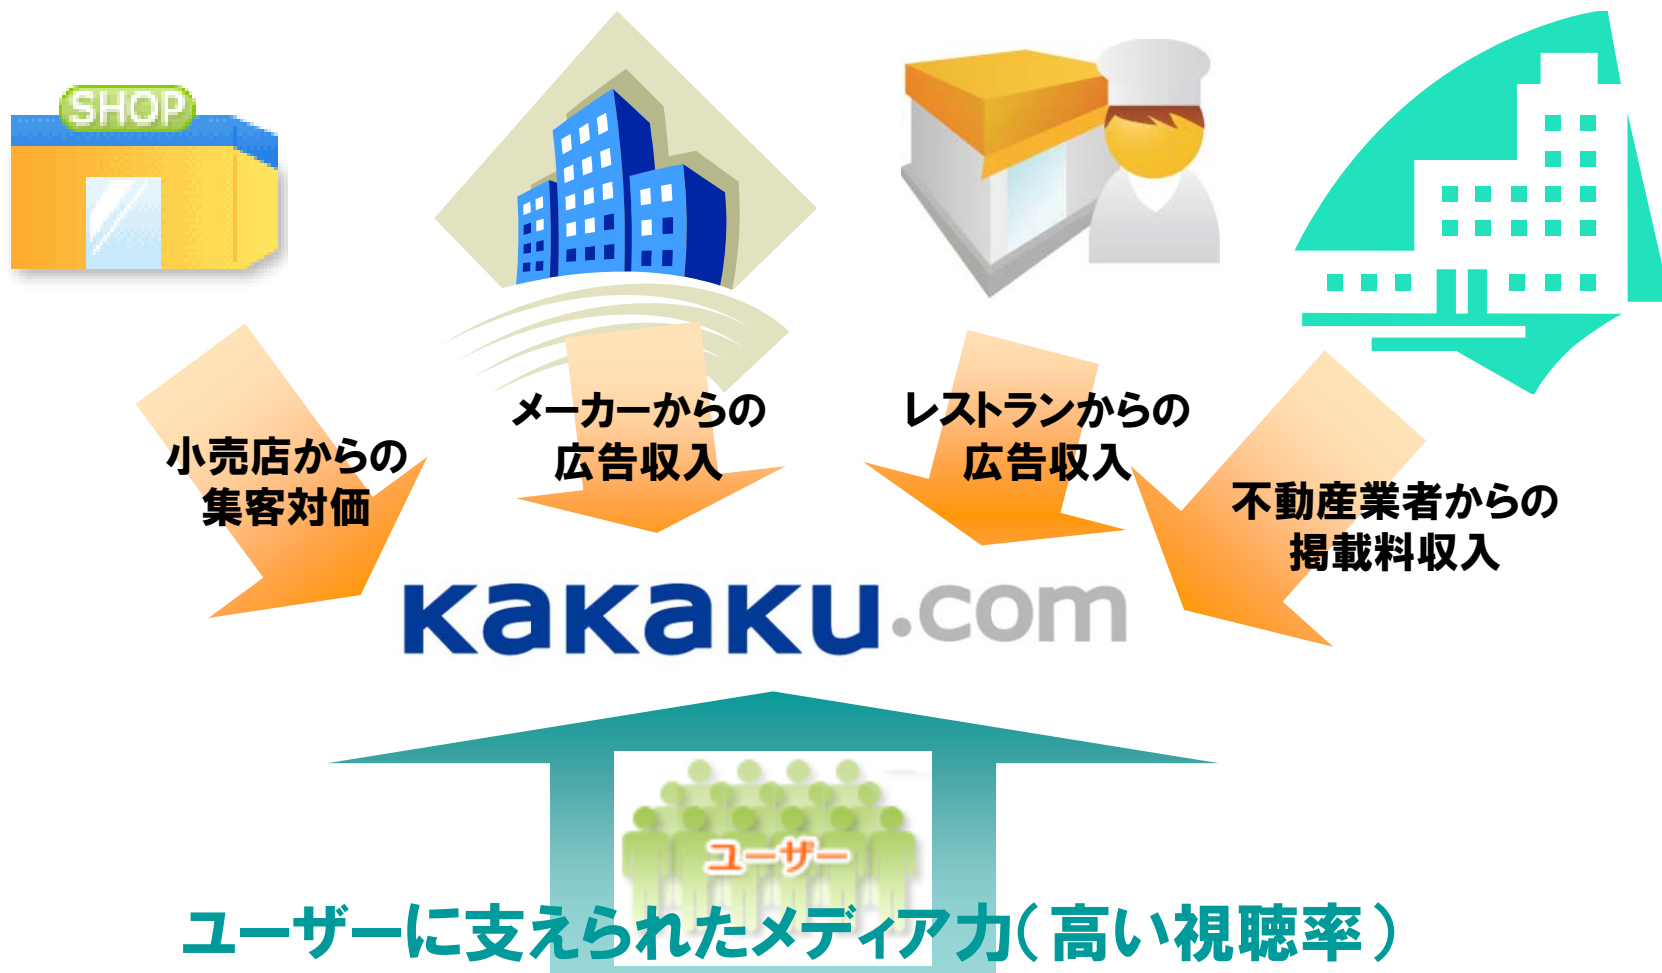 SHOP
小売店からの
集客対価
メーカーからの
広告収入
レストランからの
広告収入
不動産業者からの
掲載料収入
kakaku.com
ユーザー
ユーザーに支えられたメディア力(高い視聴率)